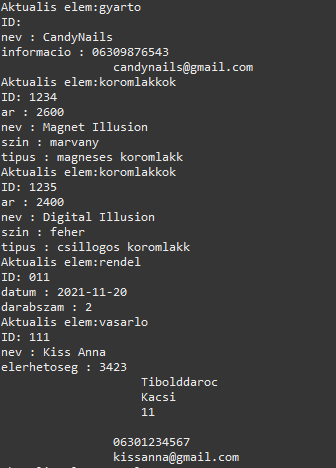 Aktualis elem:gyarto
ID:
nev : CandyNails
informacio : 06309876543
candynails@gmail.com
Aktualis elem:koromlakkok
ID: 1234
ar : 2600
nev : Magnet Illusion
szin : marvany
tipus : magneses koromlakk
Aktualis elem:koromlakkok
ID: 1235
ar : 2400
nev : Digital Illusion
szin : feher
tipus : csillogos koromlakk
Aktualis elem:rendel
ID: 011
datum : 2021-11-20
darabszam : 2
Aktualis elem:vasarlo
ID: 111
nev : Kiss Anna
elerhetoseg : 3423
Tibolddaroc
Kacsi
11
06301234567
kissanna@gmail.com